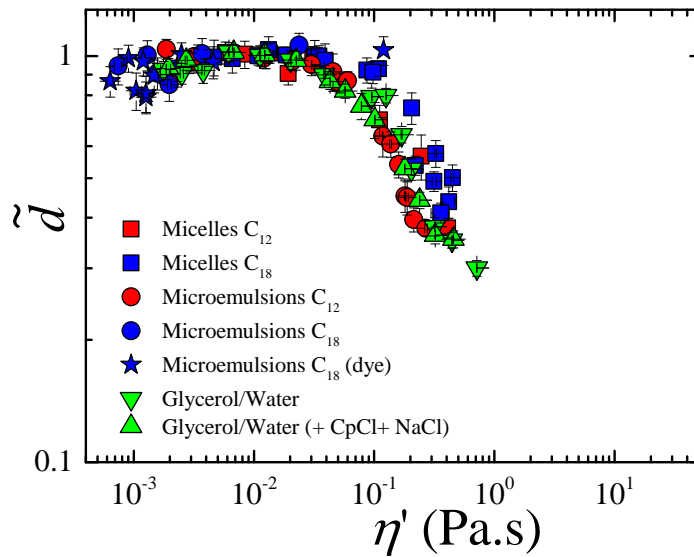 1
d̃
Micelles C₁₂
Micelles C₁₈
Microemulsions C₁₂
Microemulsions C₁₈
Microemulsions C₁₈ (dye)
Glycerol/Water
Glycerol/Water (+ CpCl+ NaCl)
0.1
10⁻³ 10⁻² 10⁻¹ 10⁰ 10¹
η' (Pa.s)